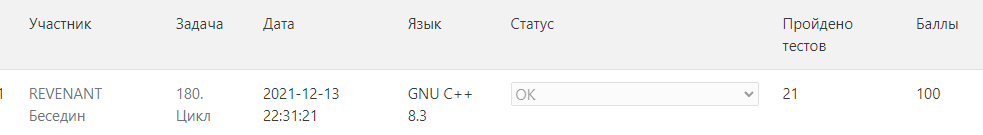 Участник Задача Дата Язык Статус Пройдено тестов Баллы
1 REVENANT Беседин 180. Цикл 2021-12-13 22:31:21 GNU C++ 8.3 OK 21 100